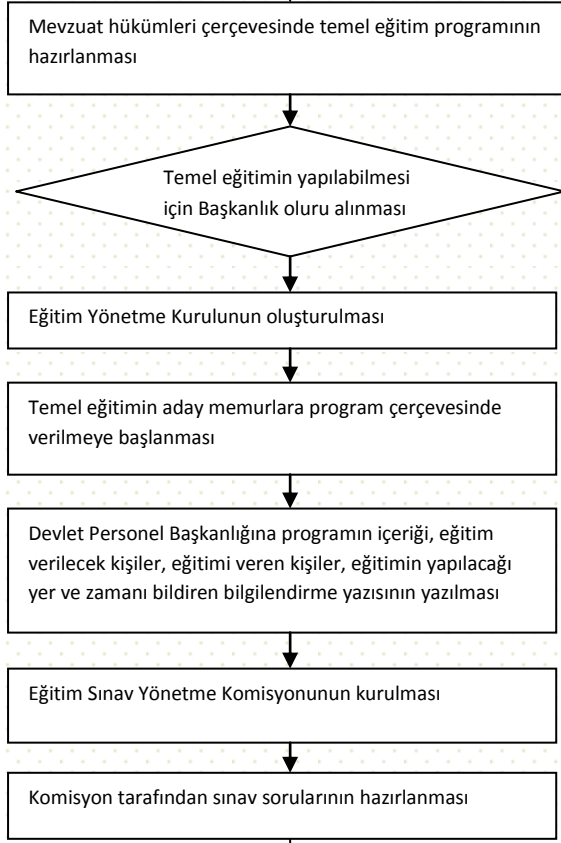 Mevzuat hükümleri çerçevesinde temel eğitim programının
hazırlanması
Temel eğitimin yapılabilmesi
için Başkanlık oluru alınması
Eğitim Yönetme Kurulunun oluşturulması
Temel eğitimin aday memurlara program çerçevesinde
verilmeye başlanması
Devlet Personel Başkanlığına programın içeriği, eğitim
verilecek kişiler, eğitimi veren kişiler, eğitimin yapılacağı
yer ve zamanı bildiren bilgilendirme yazısının yazılması
Eğitim Sınav Yönetme Komisyonunun kurulması
Komisyon tarafından sınav sorularının hazırlanması